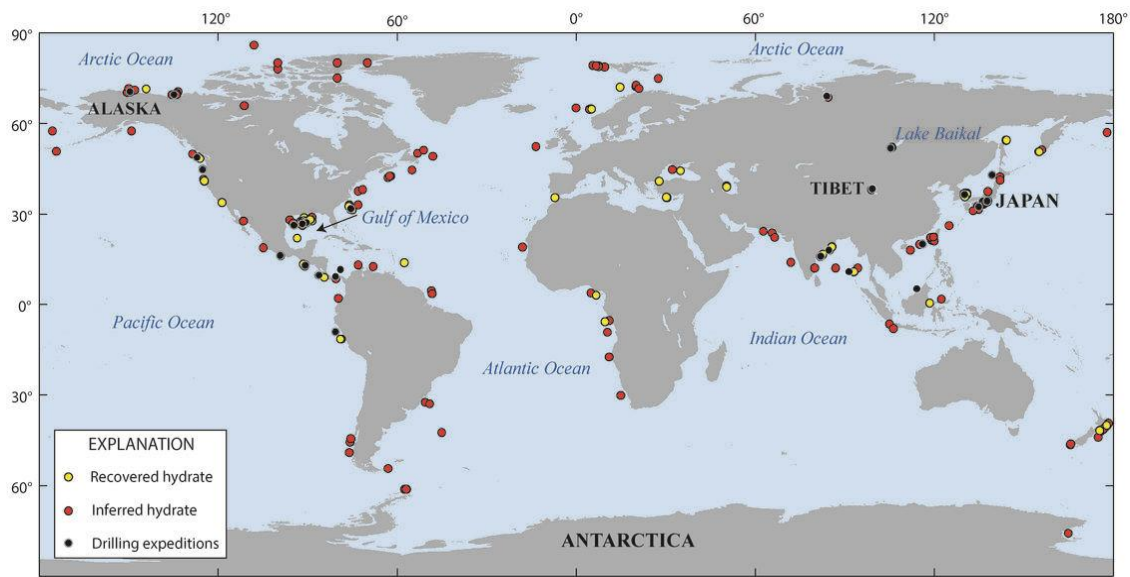 120° 60° 0° 60° 120° 180°
90°
Arctic Ocean Arctic Ocean
ALASKA
60°
Lake Baikal
TIBET JAPAN
30°
Gulf of Mexico
0°
Pacific Ocean
Atlantic Ocean
Indian Ocean
30°
EXPLANATION
Recovered hydrate
Inferred hydrate
Drilling expeditions
60°
ANTARCTICA